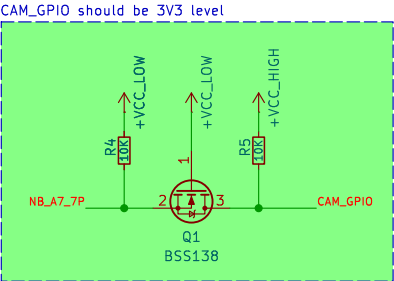 CAM_GPIO should be 3V3 level
+VCC_LOW
+VCC_LOW
+VCC_HIGH
R4
10K
R5
10K
1
NB_A7_7P
2
3
CAM_GPIO
Q1
BSS138